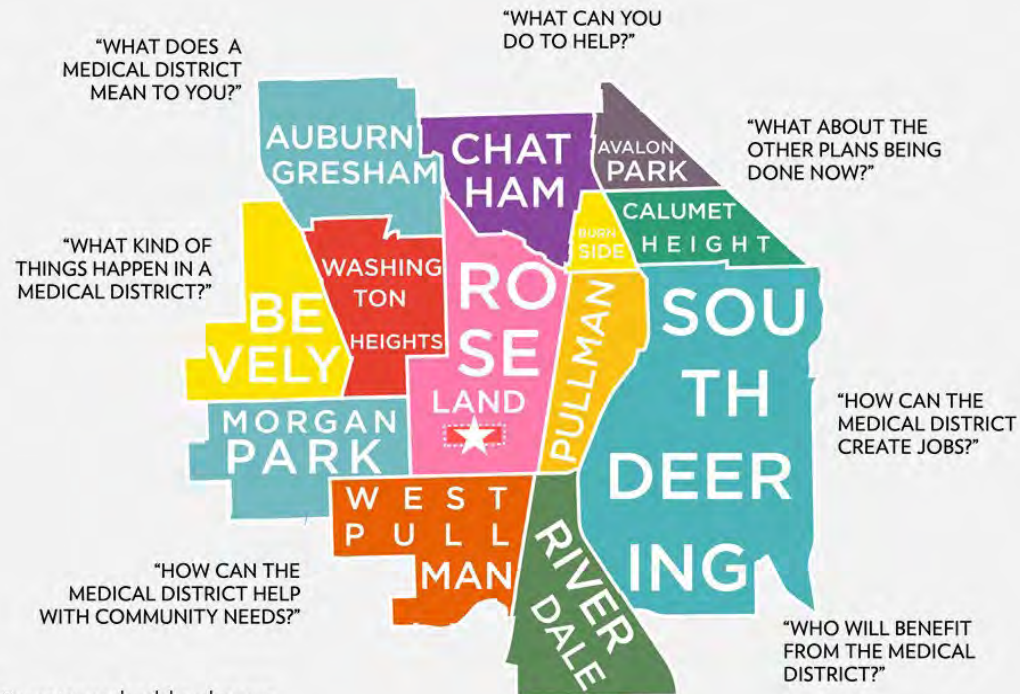 "WHAT CAN YOU
DO TO HELP?"
"WHAT DOES A
MEDICAL DISTRICT
MEAN TO YOU?"
"WHAT ABOUT THE
OTHER PLANS BEING
DONE NOW?"
"WHAT KIND OF
THINGS HAPPEN IN A
MEDICAL DISTRICT?"
AUBURN
GRESHAM
CHAT
HAM
AVALON
PARK
CALUMET
HEIGHT
BURN
SIDE
WASHING
TON
HEIGHTS
BE
VELY
RO
SE
LAND
PULLMAN
SOU
TH
DEER
ING
MORGAN
PARK
WEST
PULL
MAN
RIVER
DALE
"HOW CAN THE
MEDICAL DISTRICT
CREATE JOBS?"
"HOW CAN THE
MEDICAL DISTRICT HELP
WITH COMMUNITY NEEDS?"
"WHO WILL BENEFIT
FROM THE MEDICAL
DISTRICT?"